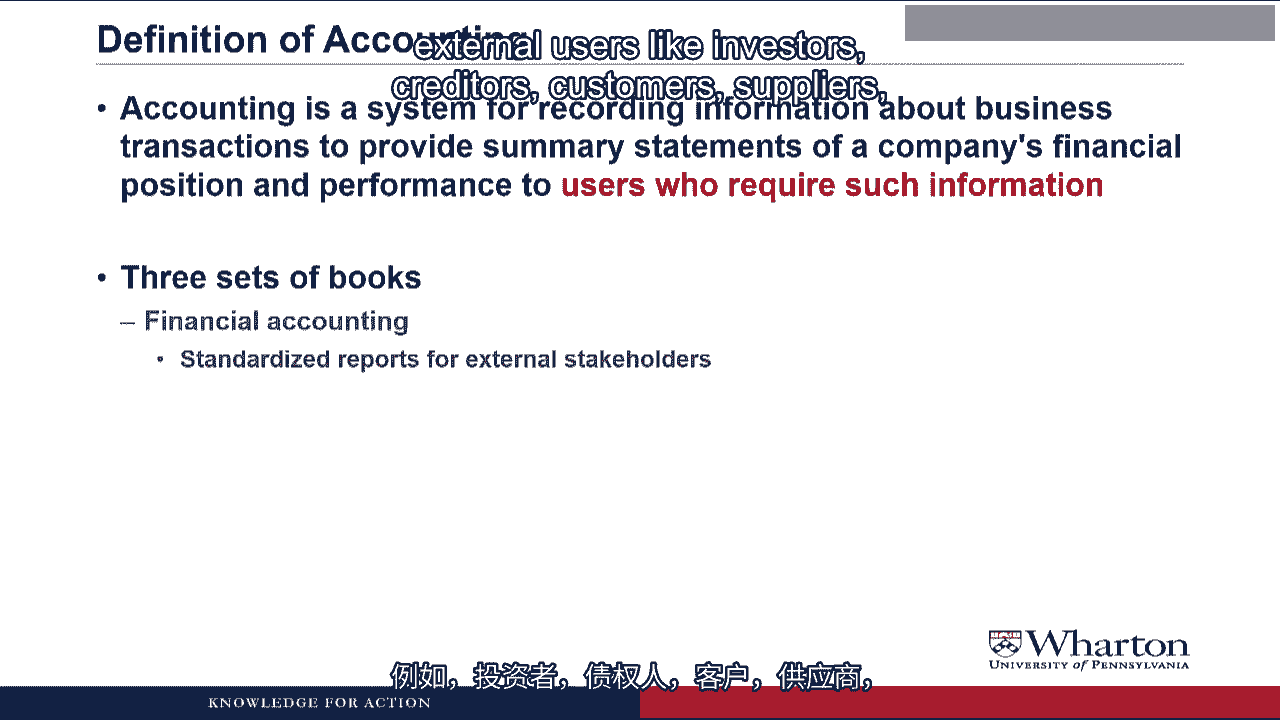 Definition of Accounting
external users like investors,
creditors, customers, suppliers,
• Accounting is a system for recording information about business
transactions to provide summary statements of a company's financial
position and performance to users who require such information
• Three sets of books
– Financial accounting
• Standardized reports for external stakeholders
Wharton
UNIVERSITY of PENNSYLVANIA
例如，投资者，债权人，客户，供应商，
KNOWLEDGE FOR ACTION